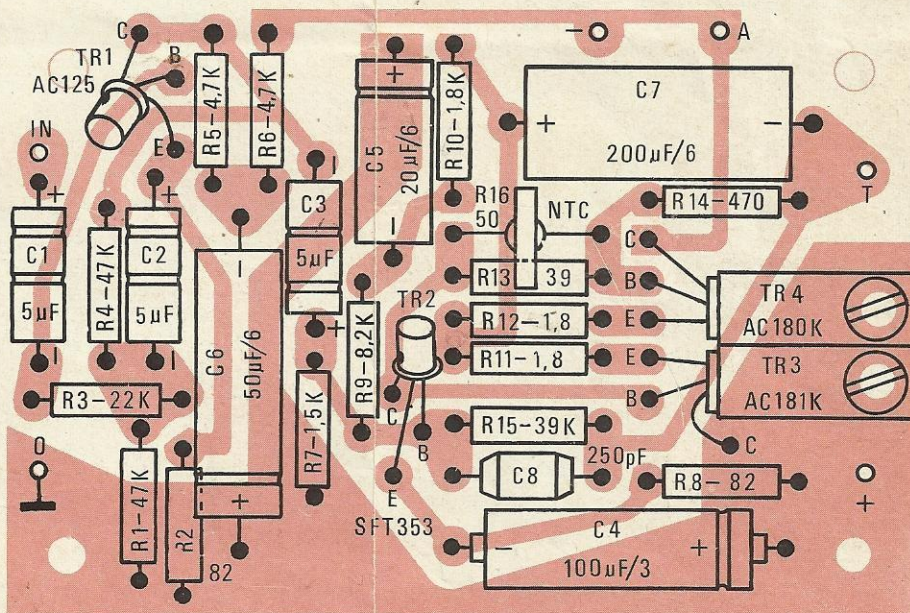 C
TR1
AC125
B
E
IN
+
C1
5µF
I
R4-47K
+
C2
5µF
I
R5-4,7K
R6-4,7K
I
C3
5µF
+
+
C5
20µF/6
I
R10-1,8K
- A
C7
+ -
200µF/6
T
R14-470
R16
50
NTC
R13 39
C
B
E
TR4
AC180K
TR2
R12-1,8
R11-1,8
E
B
C
TR3
AC181K
R9-8,2K
C
B
E
SFT353
R15-39K
250pF
C8
R8-82
+
C4
- +
100µF/3
R3-22K
0
R1-47K
R2
82
I
C6
50µF/6
+
R7-1,5K